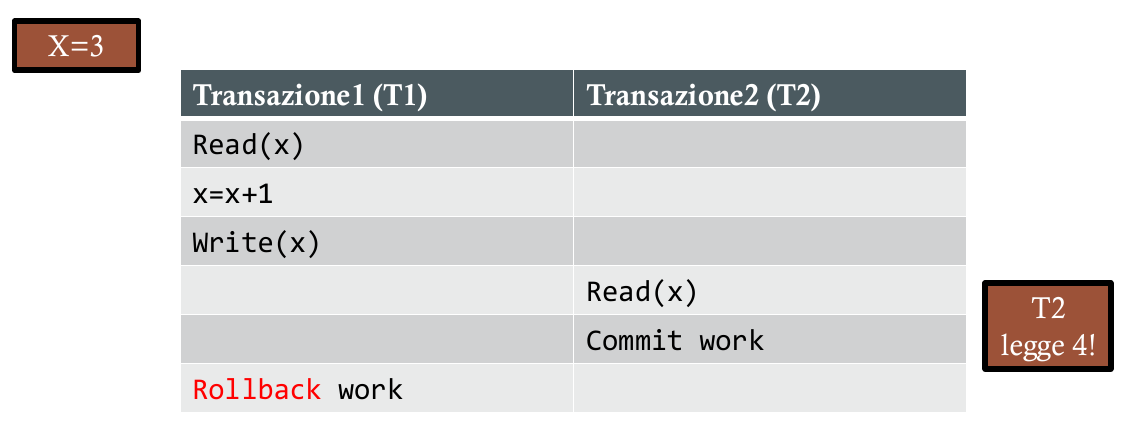 X=3
Transazione1 (T1) Transazione2 (T2)
Read(x)
x=x+1
Write(x)
Read(x)
T2
legge 4!
Commit work
Rollback work